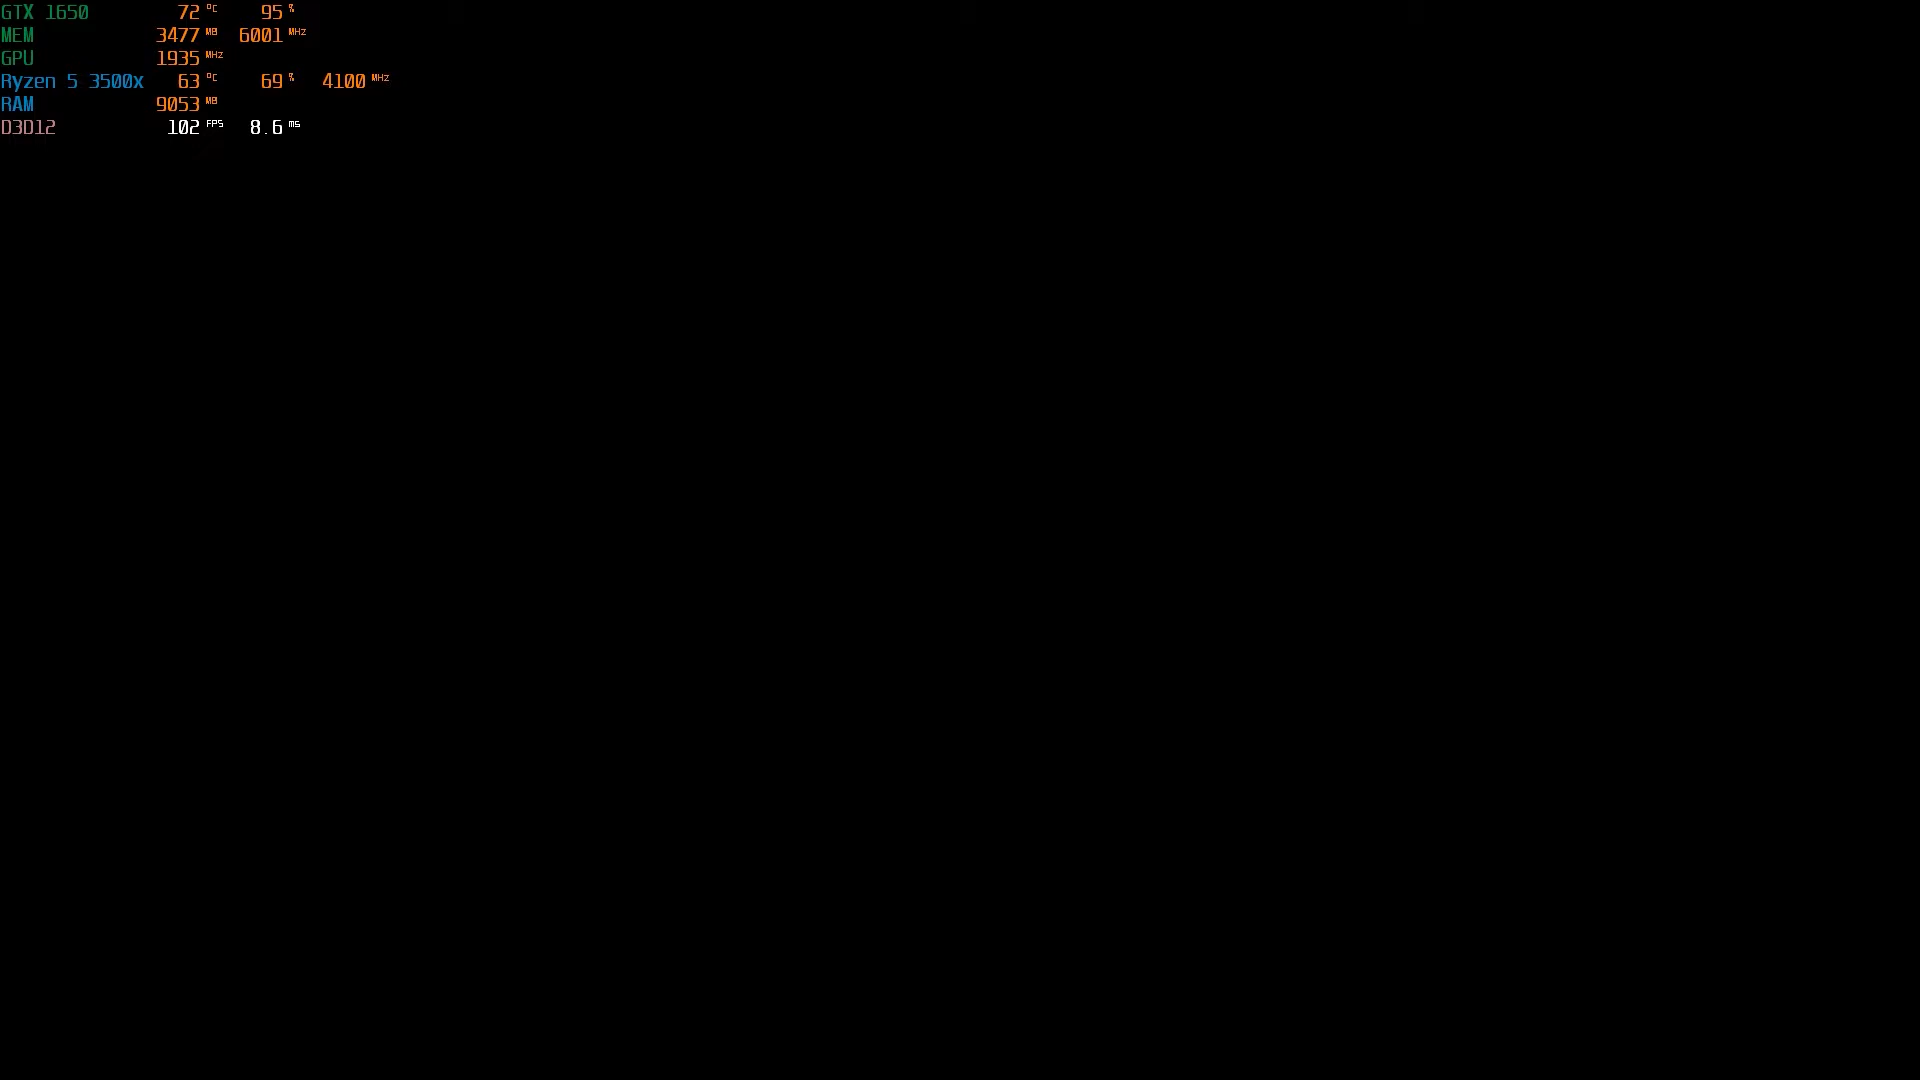 GTX 1650 72 °C 95 %
MEM 3477 MB 6001 MHz
GPU 1935 MHz
Ryzen 5 3500x 63 °C 69 % 4100 MHz
RAM 9053 MB
D3D12 102 FPS 8.6 ms